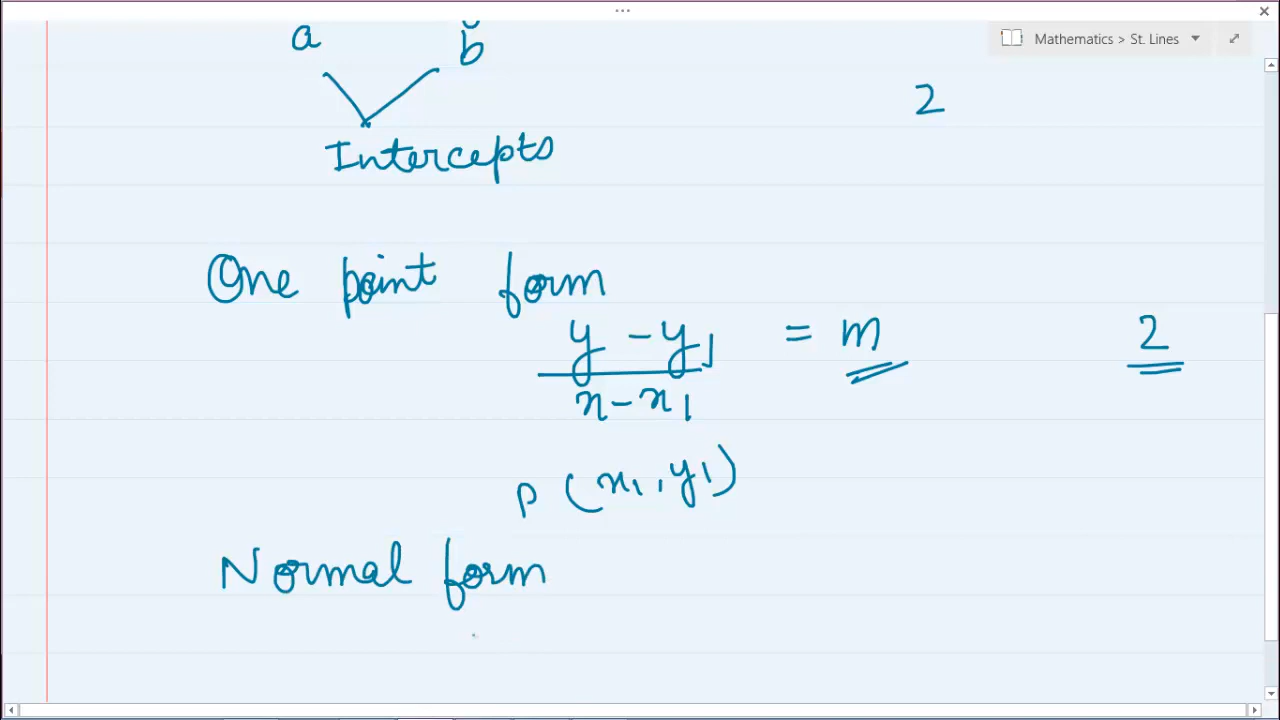 Mathematics > St. Lines
a b
2
Intercepts
One point form
y - y1
= m
2
x - x1
P (x1, y1)
Normal form